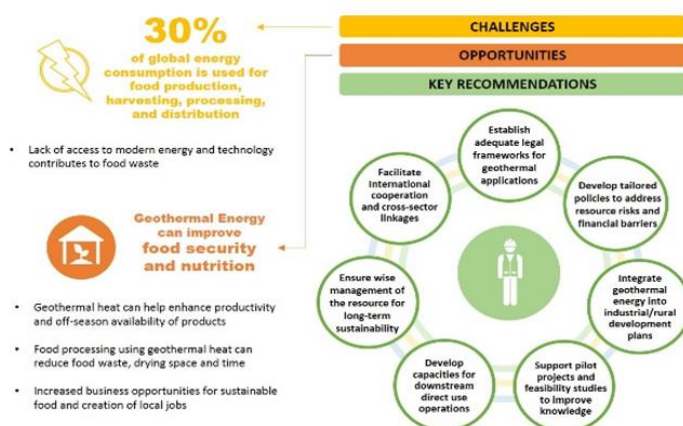 30%
of global energy
consumption is used for
food production,
harvesting, processing,
and distribution
• Lack of access to modern energy and technology
contributes to food waste
Geothermal Energy
can improve
food security
and nutrition
• Geothermal heat can help enhance productivity
and off-season availability of products
• Food processing using geothermal heat can
reduce food waste, drying space and time
• Increased business opportunities for sustainable
food and creation of local jobs
CHALLENGES
OPPORTUNITIES
KEY RECOMMENDATIONS
Establish
adequate legal
frameworks for
geothermal
applications
Develop tailored
policies to address
resource risks and
financial barriers
Integrate
geothermal
energy into
industrial/rural
development
plans
Support pilot
projects and
feasibility studies
to improve
knowledge
Develop
capacities for
downstream
direct use
operations
Ensure wise
management of
the resource for
long-term
sustainability
Facilitate
International
cooperation
and cross-sector
linkages